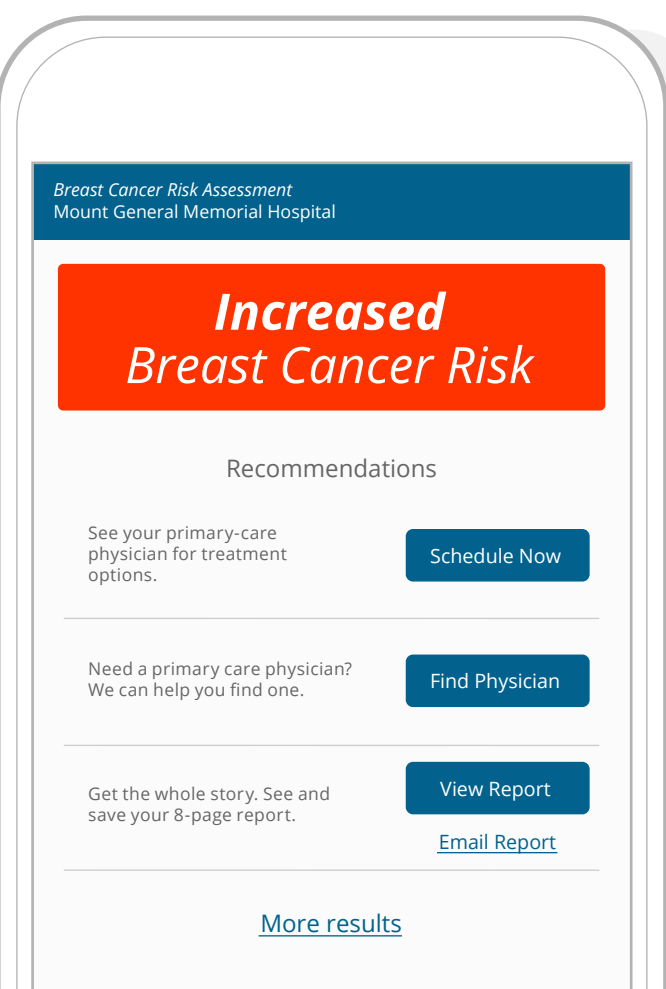 Breast Cancer Risk Assessment
Mount General Memorial Hospital
Increased
Breast Cancer Risk
Recommendations
See your primary-care
physician for treatment
options.
Schedule Now
Need a primary care physician?
We can help you find one.
Find Physician
Get the whole story. See and
save your 8-page report.
View Report
Email Report
More results